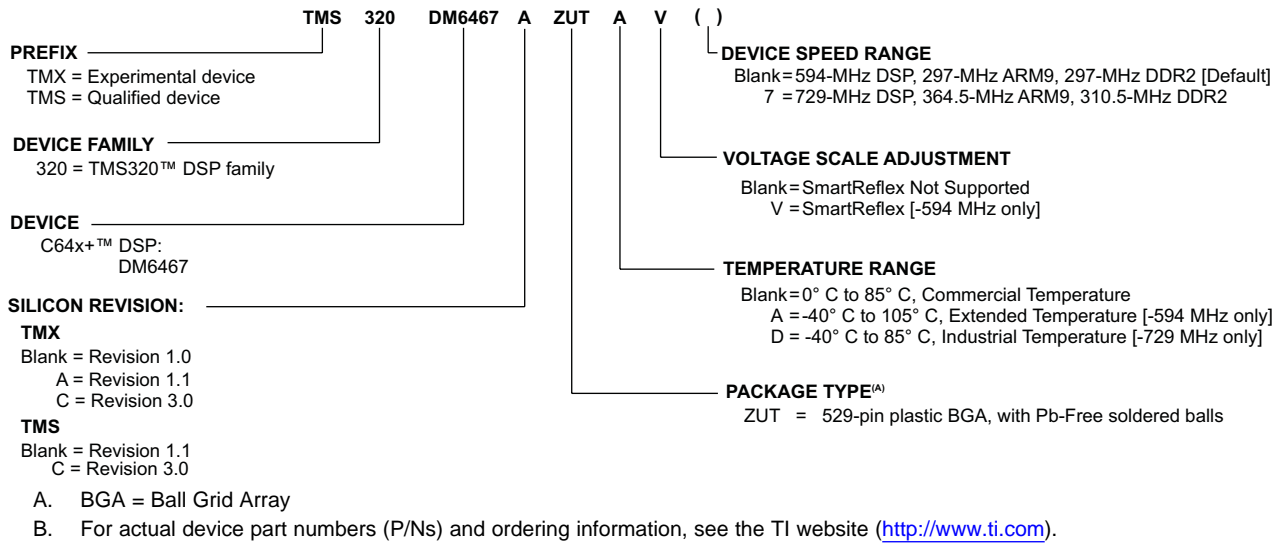 TMS 320 DM6467 A ZUT A V ( )
PREFIX
TMX = Experimental device
TMS = Qualified device
DEVICE FAMILY
320 = TMS320™ DSP family
DEVICE
C64x+™ DSP:
DM6467
SILICON REVISION:
TMX
Blank = Revision 1.0
A = Revision 1.1
C = Revision 3.0
TMS
Blank = Revision 1.1
C = Revision 3.0
DEVICE SPEED RANGE
Blank=594-MHz DSP, 297-MHz ARM9, 297-MHz DDR2 [Default]
7 =729-MHz DSP, 364.5-MHz ARM9, 310.5-MHz DDR2
VOLTAGE SCALE ADJUSTMENT
Blank=SmartReflex Not Supported
V =SmartReflex [-594 MHz only]
TEMPERATURE RANGE
Blank=0° C to 85° C, Commercial Temperature
A =-40° C to 105° C, Extended Temperature [-594 MHz only]
D = -40° C to 85° C, Industrial Temperature [-729 MHz only]
PACKAGE TYPE(A)
ZUT = 529-pin plastic BGA, with Pb-Free soldered balls
A. BGA = Ball Grid Array
B. For actual device part numbers (P/Ns) and ordering information, see the TI website (http://www.ti.com).